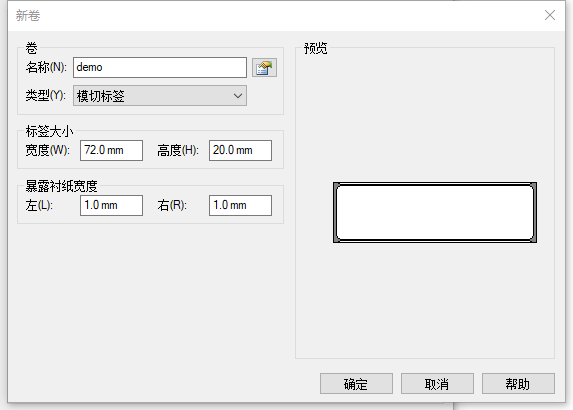 新卷
卷
名称(N): demo
类型(Y): 模切标签
标签大小
宽度(W): 72.0 mm 高度(H): 20.0 mm
暴露衬纸宽度
左(L): 1.0 mm 右(R): 1.0 mm
预览
确定 取消 帮助